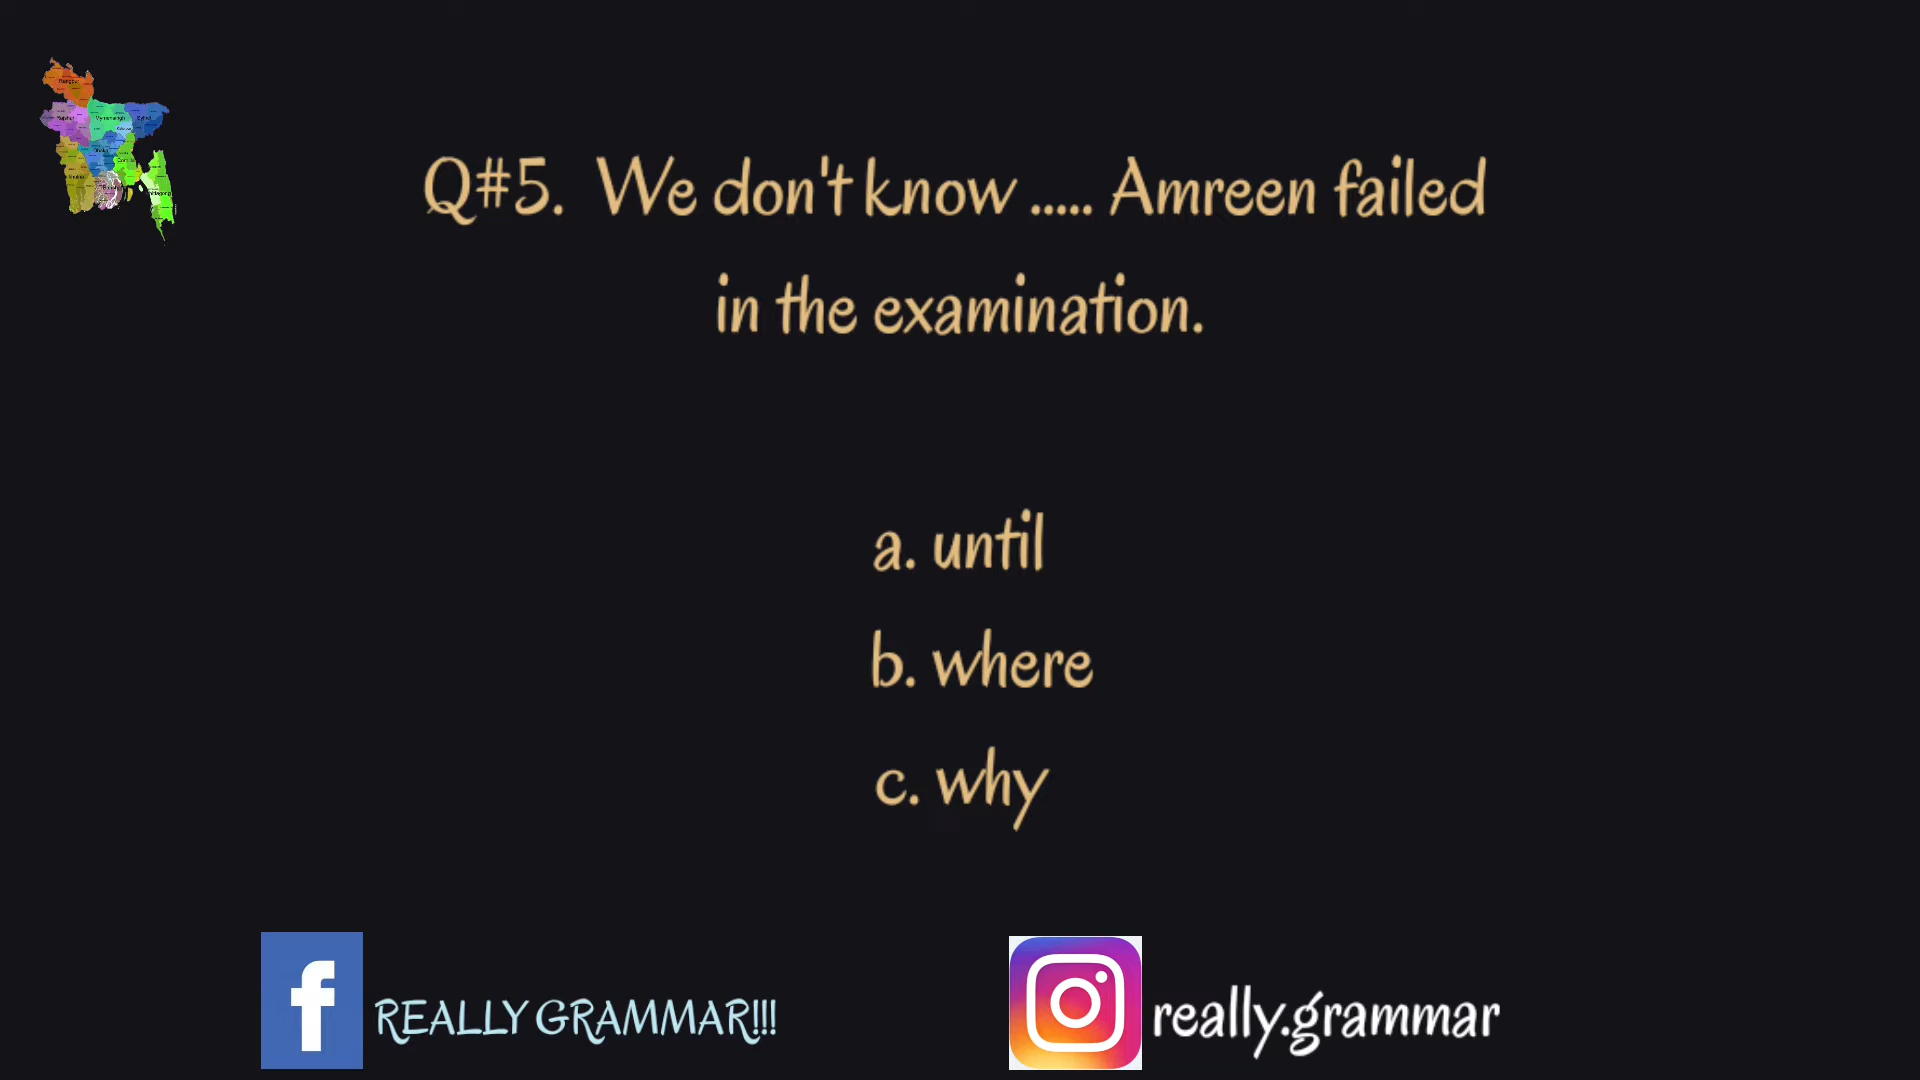 Q#5. We don't know ..... Amreen failed
in the examination.
a. until
b. where
c. why
REALLY GRAMMAR!!!
really.grammar